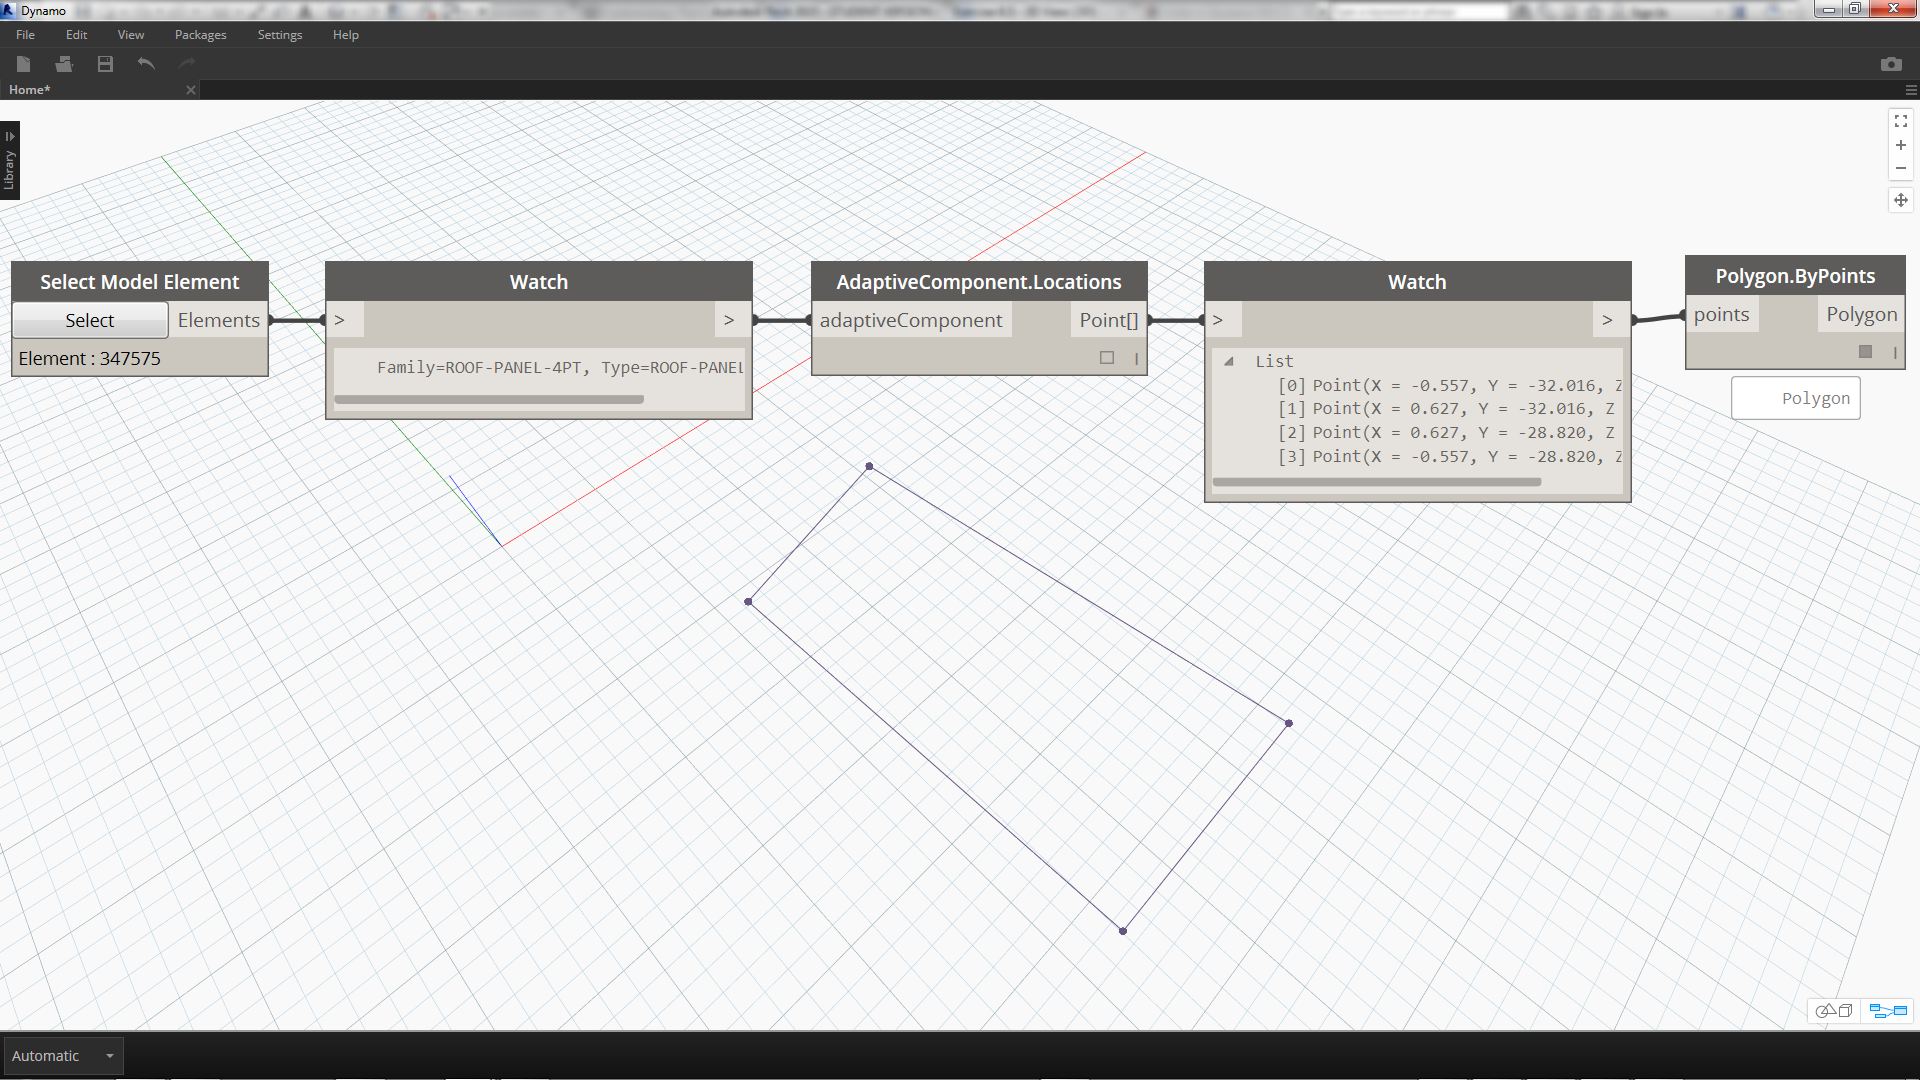 Dynamo
File Edit View Packages Settings Help
Home*
Library
Select Model Element
Select Elements
Element : 347575
Watch
> >
Family=ROOF-PANEL-4PT, Type=ROOF-PANEL
AdaptiveComponent.Locations
adaptiveComponent Point[]
Watch
> >
List
[0] Point(X = -0.557, Y = -32.016, Z
[1] Point(X = 0.627, Y = -32.016, Z
[2] Point(X = 0.627, Y = -28.820, Z
[3] Point(X = -0.557, Y = -28.820, Z
Polygon.ByPoints
points Polygon
Polygon
Automatic